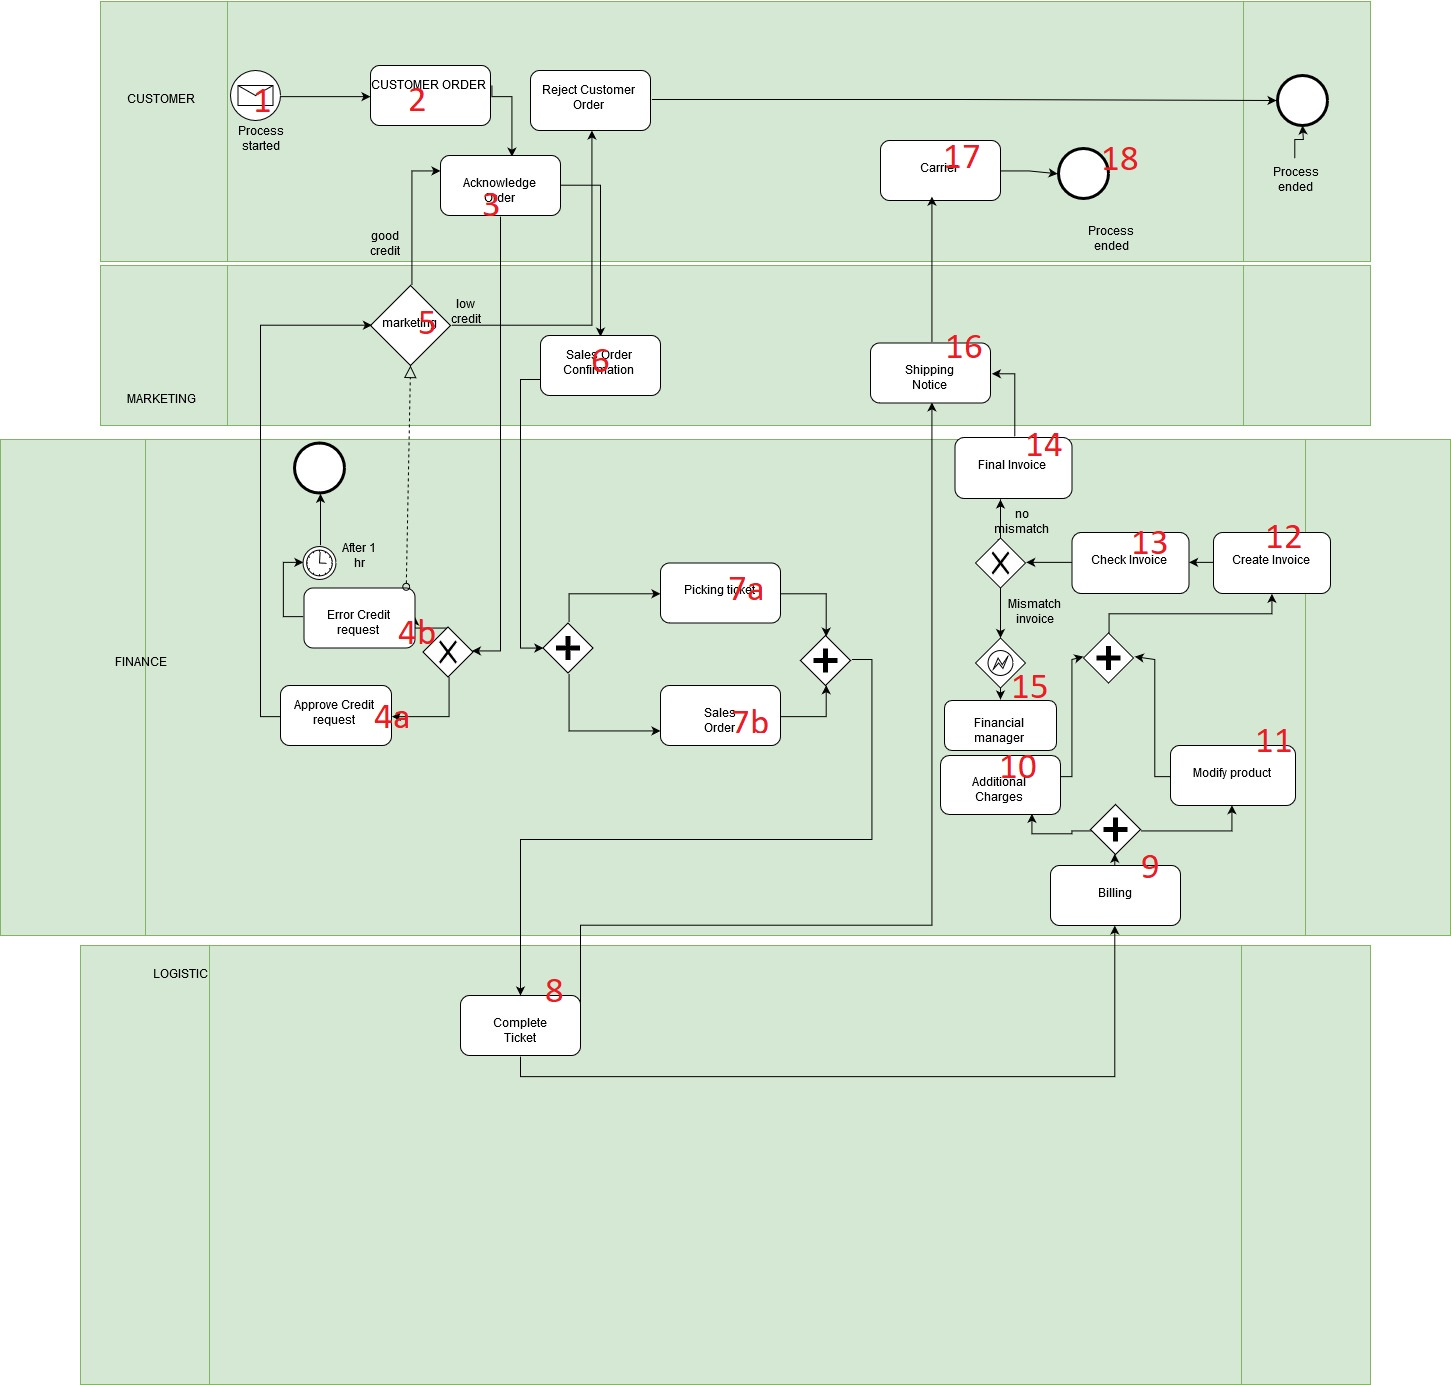 CUSTOMER
1
Process
started
CUSTOMER ORDER
2
Reject Customer
Order
Acknowledge
Order
3
good
credit
Carrier
17
18
Process
ended
Process
ended
MARKETING
marketing
5
low
credit
Sales Order
Confirmation
6
Shipping
Notice
16
FINANCE
After 1
hr
Error Credit
request
4b
Approve Credit
request
4a
Picking ticket
7a
Sales
Order
7b
Final Invoice
14
no
mismatch
Check Invoice
13
Create Invoice
12
Mismatch
invoice
15
Financial
manager
10
Additional
Charges
11
Modify product
9
Billing
LOGISTIC
8
Complete
Ticket